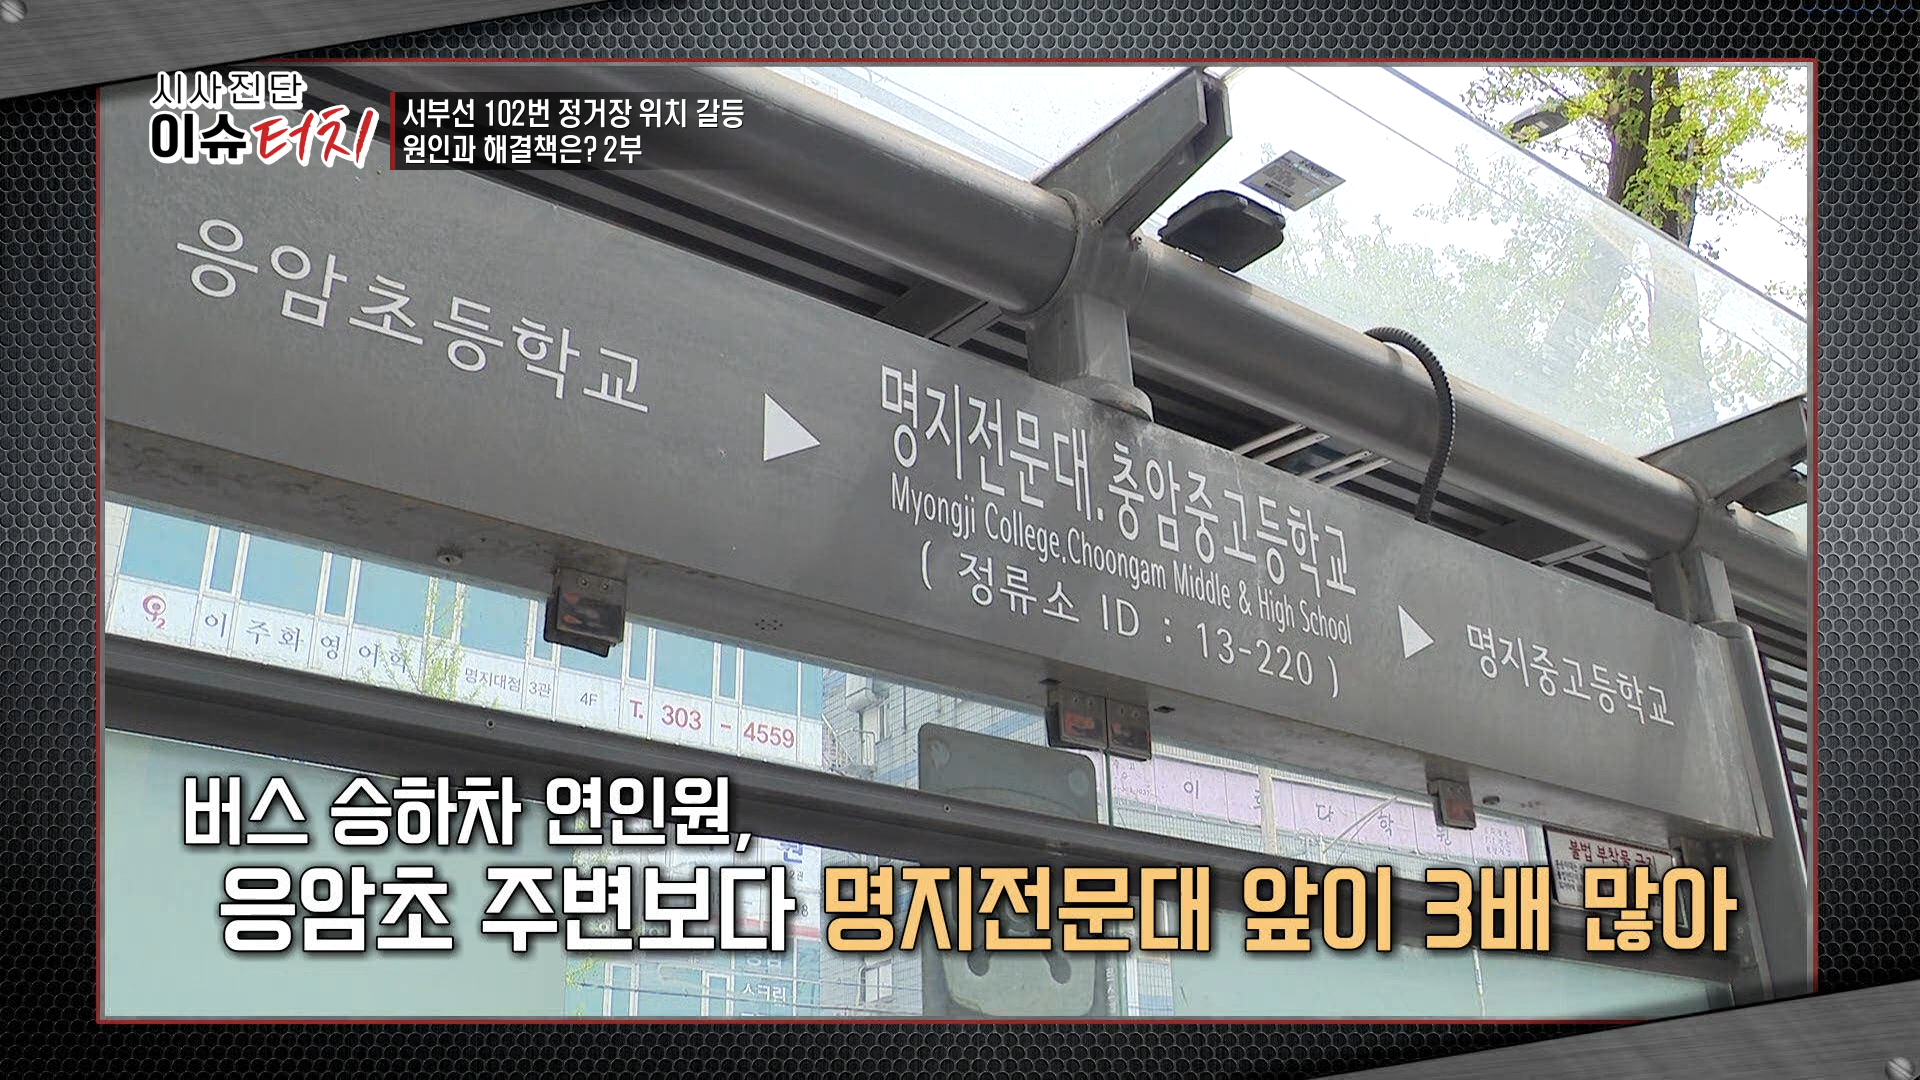 시사진단
이슈터치
서부선 102번 정거장 위치 갈등
원인과 해결책은? 2부
응암초등학교 ▶ 명지전문대.충암중고등학교 ▶ 명지중고등학교
Myongji College.Choongam Middle & High School
( 정류소 ID : 13-220 )
이주화영어학
명지대점 3관
4F
T. 303 - 4559
불법 부착물 금지
스크린
버스 승하차 연인원,
응암초 주변보다 명지전문대 앞이 3배 많아